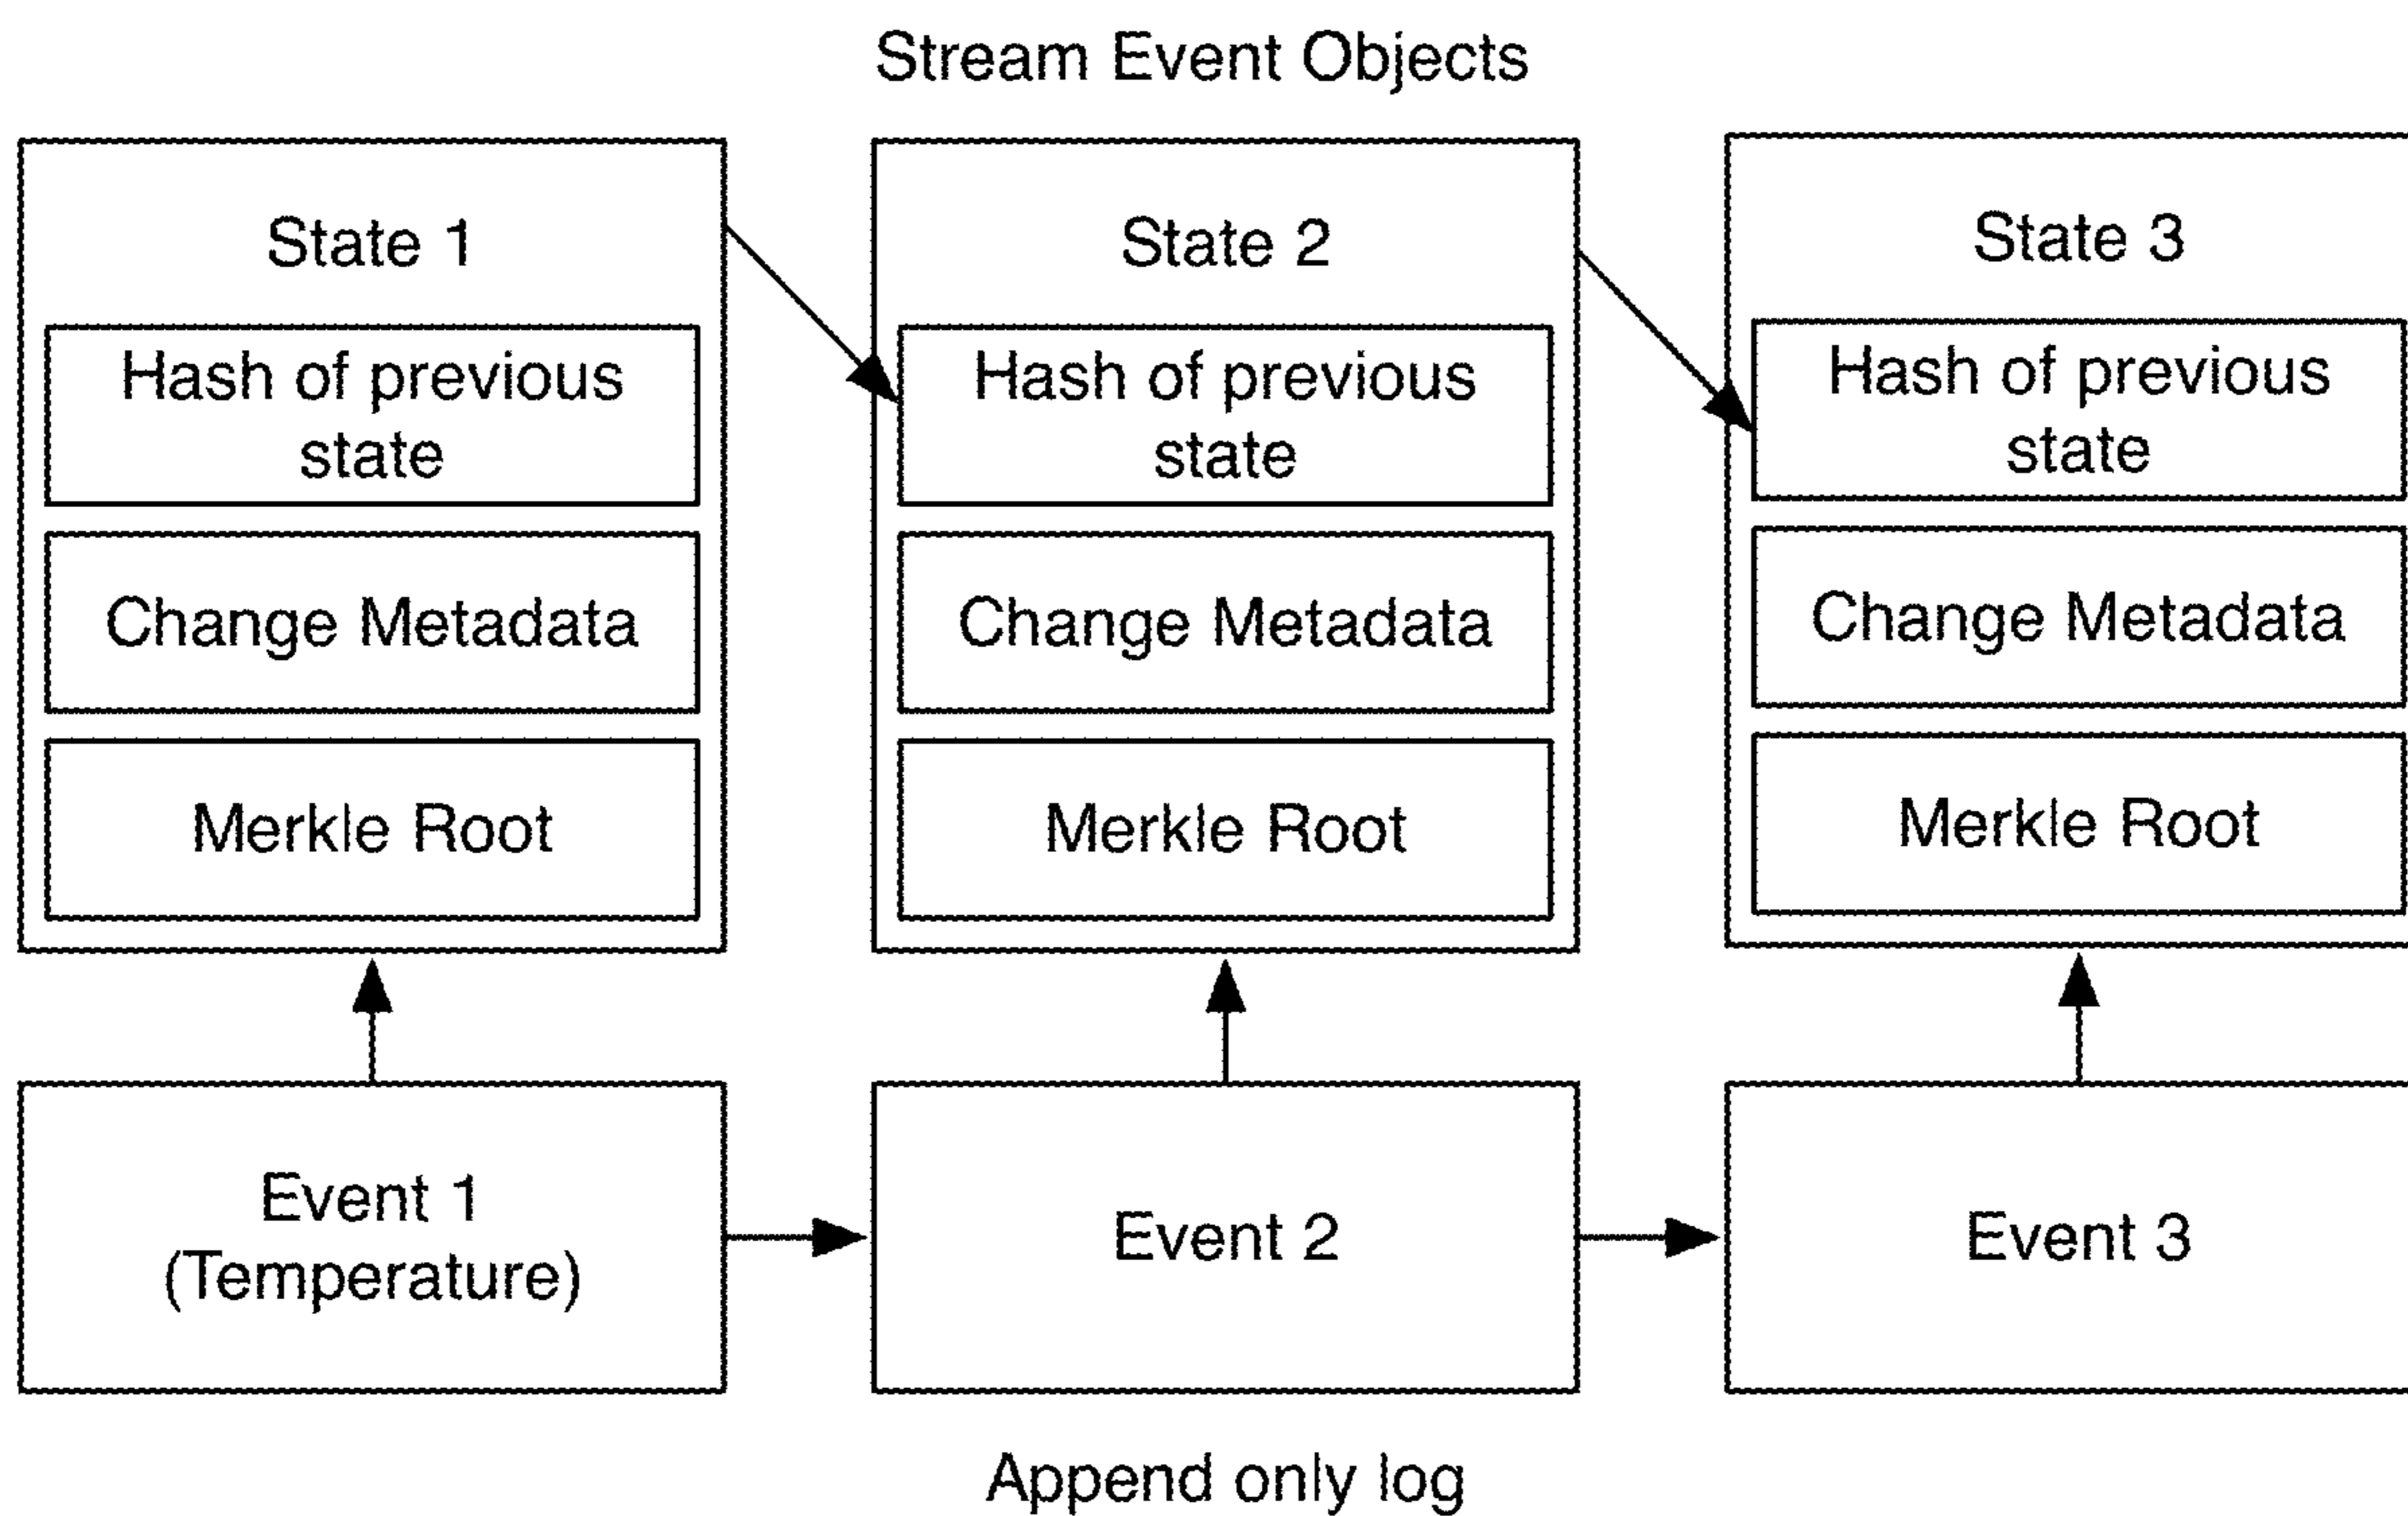 Stream Event Objects
State 1
Hash of previous
state
Change Metadata
Merkle Root
State 2
Hash of previous
state
Change Metadata
Merkle Root
State 3
Hash of previous
state
Change Metadata
Merkle Root
Event 1
(Temperature)
Event 2
Event 3
Append only log